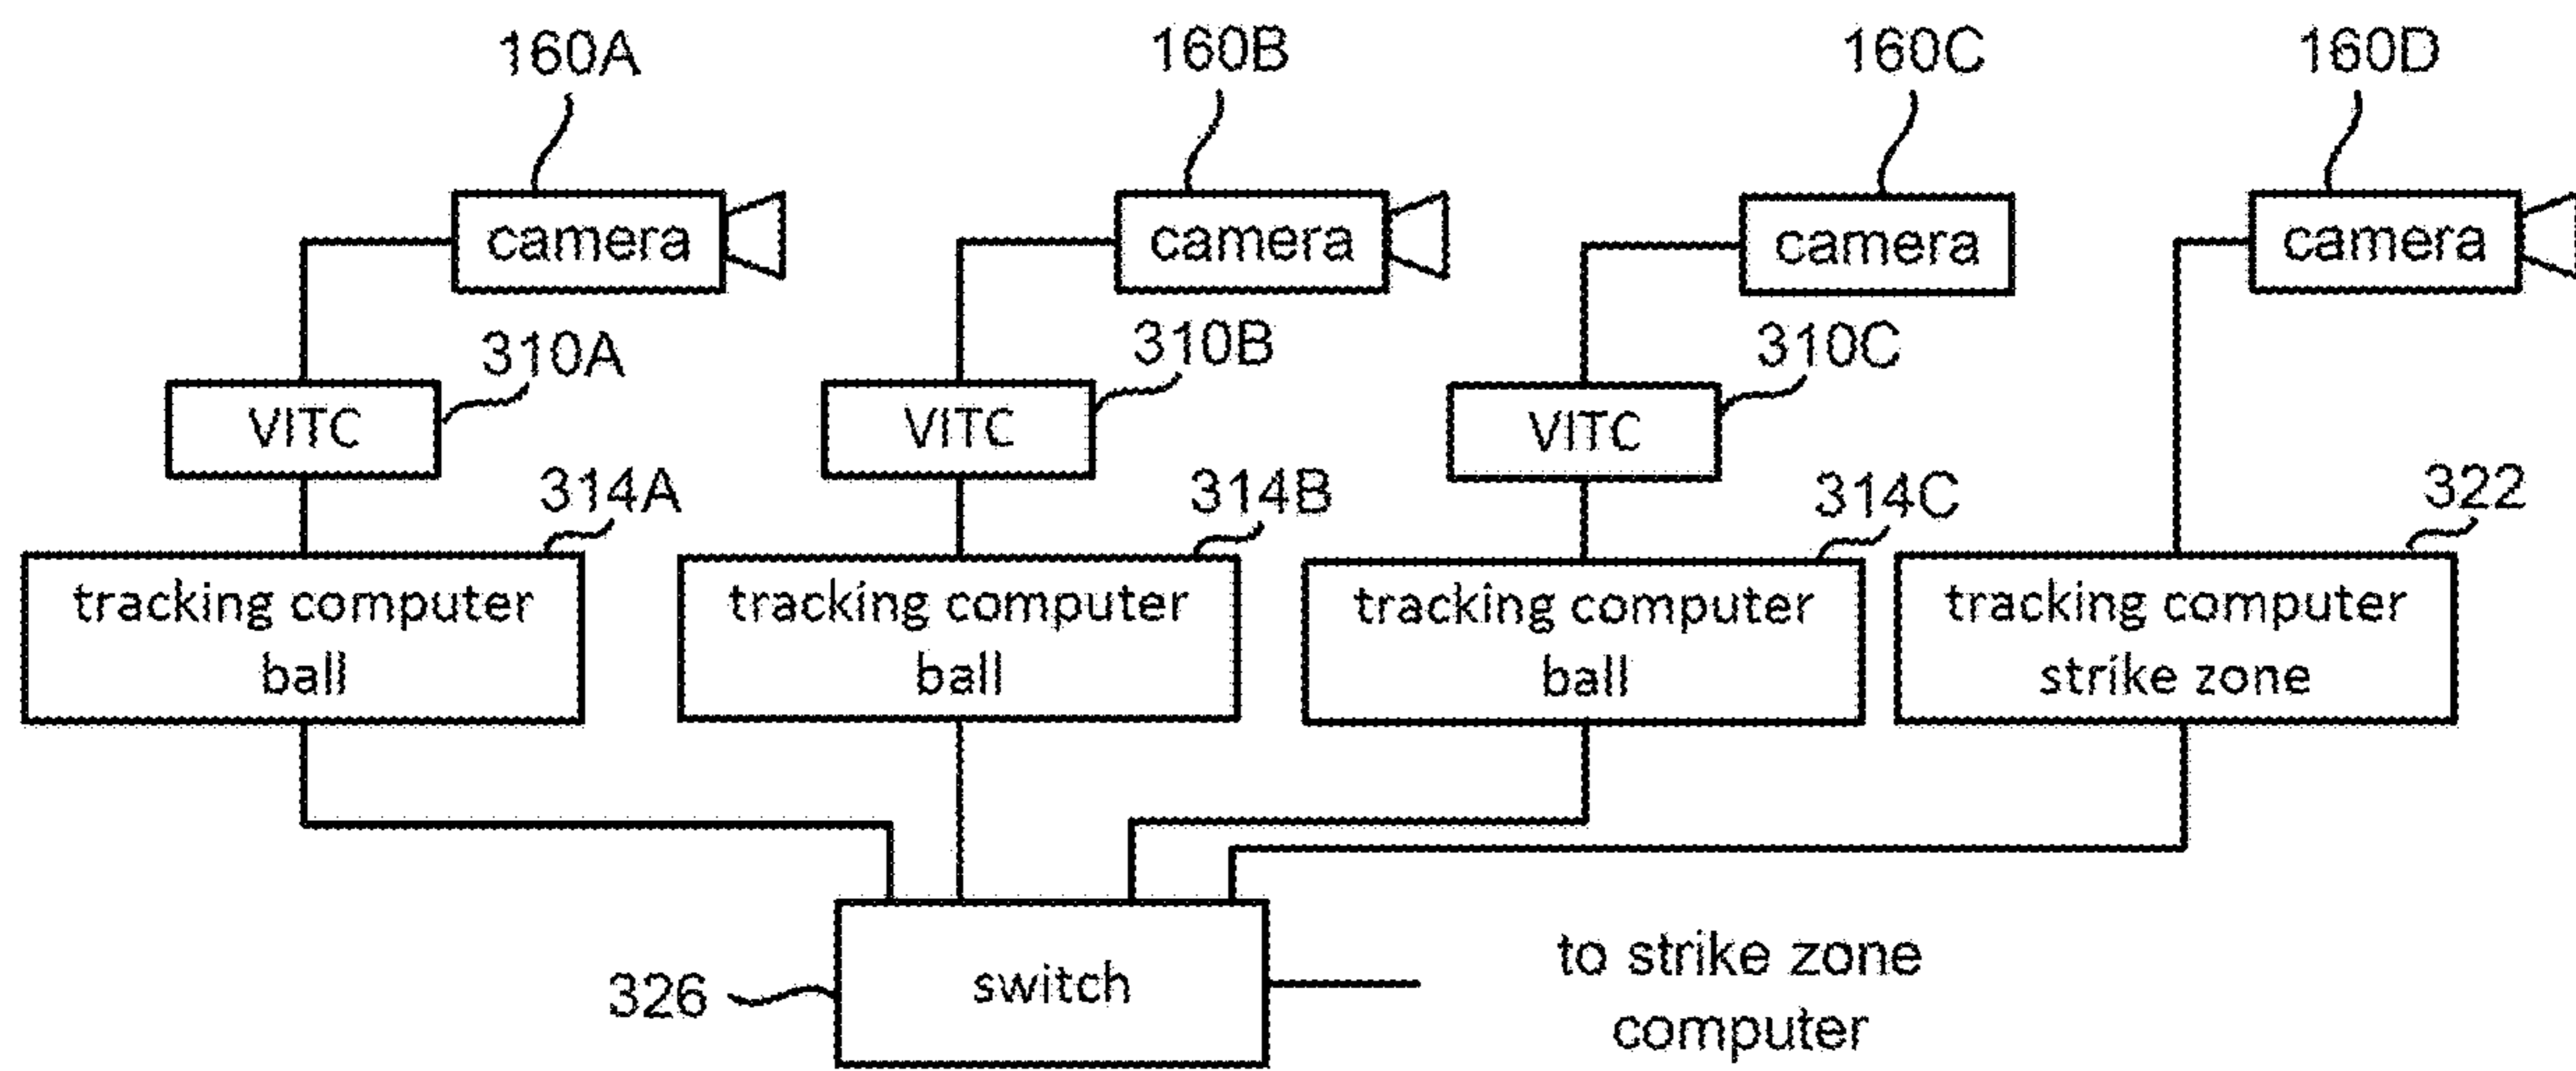 160A
160B
160C
160D
camera
camera
camera
camera
310A
310B
310C
VITC
VITC
VITC
314A
314B
314C
322
tracking computer
ball
tracking computer
ball
tracking computer
ball
tracking computer
strike zone
326
switch
to strike zone
computer